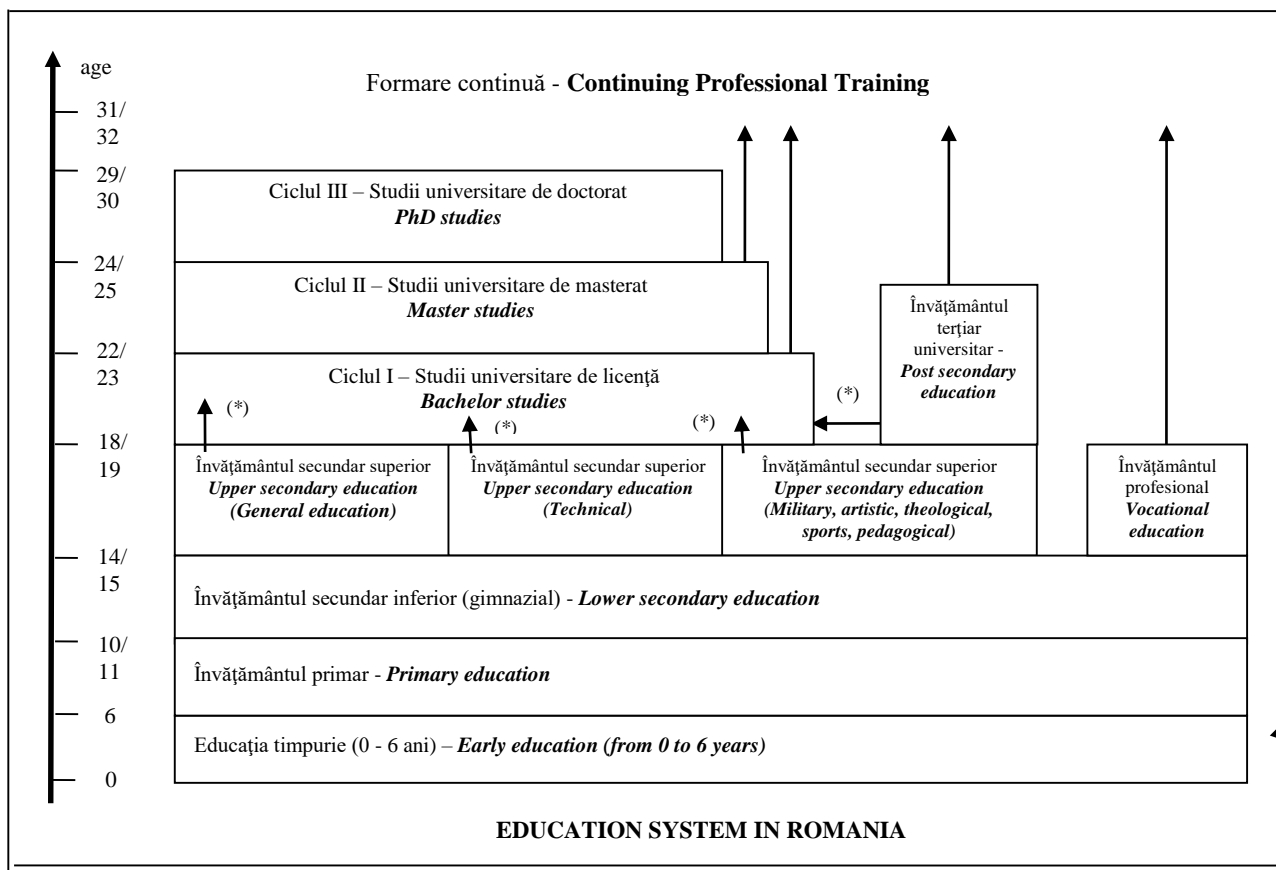 age
Formare continuă - Continuing Professional Training
31/
32
29/
30
Ciclul III – Studii universitare de doctorat
PhD studies
24/
25
Ciclul II – Studii universitare de masterat
Master studies
Învăţământul
terţiar
universitar -
Post secondary
education
22/
23
Ciclul I – Studii universitare de licenţă
Bachelor studies
(*)
(*)
(*)
(*)
18/
19
Învăţământul secundar superior
Upper secondary education
(General education)
Învăţământul secundar superior
Upper secondary education
(Technical)
Învăţământul secundar superior
Upper secondary education
(Military, artistic, theological,
sports, pedagogical)
Învăţământul
profesional
Vocational
education
14/
15
Învăţământul secundar inferior (gimnazial) - Lower secondary education
10/
11
Învăţământul primar - Primary education
6
Educaţia timpurie (0 - 6 ani) – Early education (from 0 to 6 years)
0
EDUCATION SYSTEM IN ROMANIA